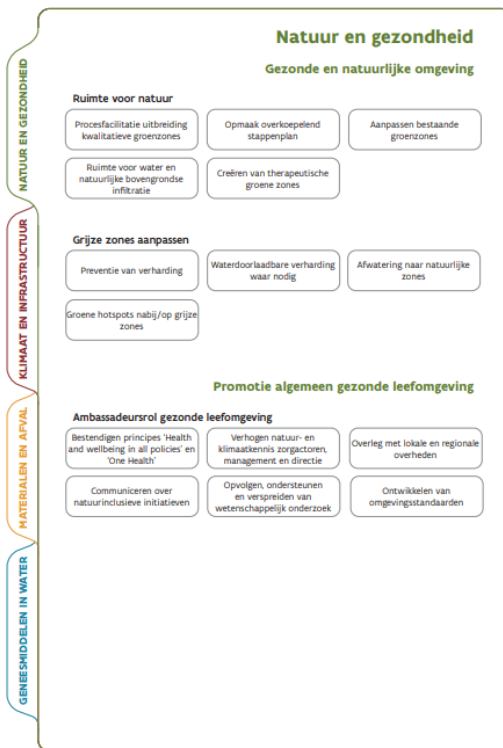 Natuur en gezondheid
Gezonde en natuurlijke omgeving
Ruimte voor natuur
Procesfacilitatie uitbreiding
kwalitatieve groenzones
Opmaak overkoepelend
stappenplan
Aanpassen bestaande
groenzones
Ruimte voor water en
natuurlijke bovengrondse
infiltratie
Creëren van therapeutische
groene zones
Grijze zones aanpassen
Preventie van verharding
Waterdoorlaadbare verharding
waar nodig
Afwatering naar natuurlijke
zones
Groene hotspots nabij/op grijze
zones
Promotie algemeen gezonde leefomgeving
Ambassadeursrol gezonde leefomgeving
Bestendigen principes ‘Health
and wellbeing in all policies’ en
‘One Health’
Verhogen natuur- en
klimaatkennis zorgactoren,
management en directie
Overleg met lokale en regionale
overheden
Communiceren over
natuurinclusieve initiatieven
Opvolgen, ondersteunen
en verspreiden van
wetenschappelijk onderzoek
Ontwikkelen van
omgevingsstandaarden
NATUUR EN GEZONDHEID
KLIMAAT EN INFRASTRUCTUUR
MATERIALEN EN AFVAL
GENEESMIDDELEN IN WATER